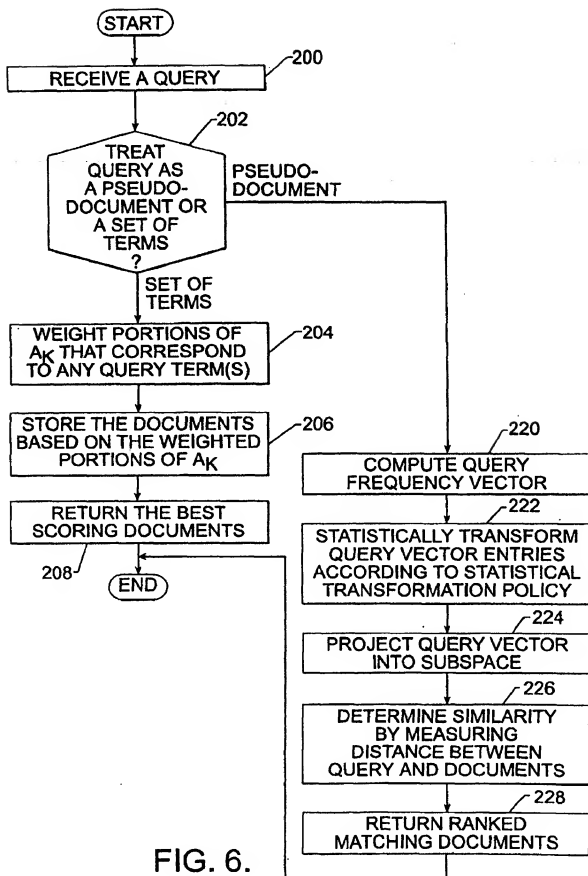 START
200
RECEIVE A QUERY
202
TREAT
QUERY AS
A PSEUDO-
DOCUMENT OR
A SET OF
TERMS
?
PSEUDO-
DOCUMENT
SET OF
TERMS
204
WEIGHT PORTIONS OF
AK THAT CORRESPOND
TO ANY QUERY TERM(S)
206
STORE THE DOCUMENTS
BASED ON THE WEIGHTED
PORTIONS OF AK
RETURN THE BEST
SCORING DOCUMENTS
208
END
220
COMPUTE QUERY
FREQUENCY VECTOR
222
STATISTICALLY TRANSFORM
QUERY VECTOR ENTRIES
ACCORDING TO STATISTICAL
TRANSFORMATION POLICY
224
PROJECT QUERY VECTOR
INTO SUBSPACE
226
DETERMINE SIMILARITY
BY MEASURING
DISTANCE BETWEEN
QUERY AND DOCUMENTS
228
RETURN RANKED
MATCHING DOCUMENTS
FIG. 6.